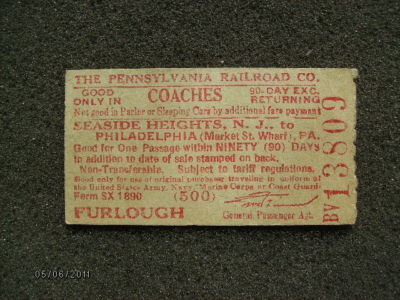 THE PENNSYLVANIA RAILROAD CO.
GOOD ONLY IN COACHES 90-DAY EXC. RETURNING
Not good in Parlor or Sleeping Cars by additional fare payment
SEASIDE HEIGHTS, N. J., to
PHILADELPHIA (Market St. Wharf), PA.
Good for One Passage within NINETY (90) DAYS
in addition to date of sale stamped on back.
Non-Transferable. Subject to tariff regulations.
Good only for use of original purchaser traveling in uniform of
the United States Army, Navy, Marine Corps or Coast Guard.
Form SX 1890 (500)
FURLOUGH General Passenger Agt.
BV 13809
05/06/2011